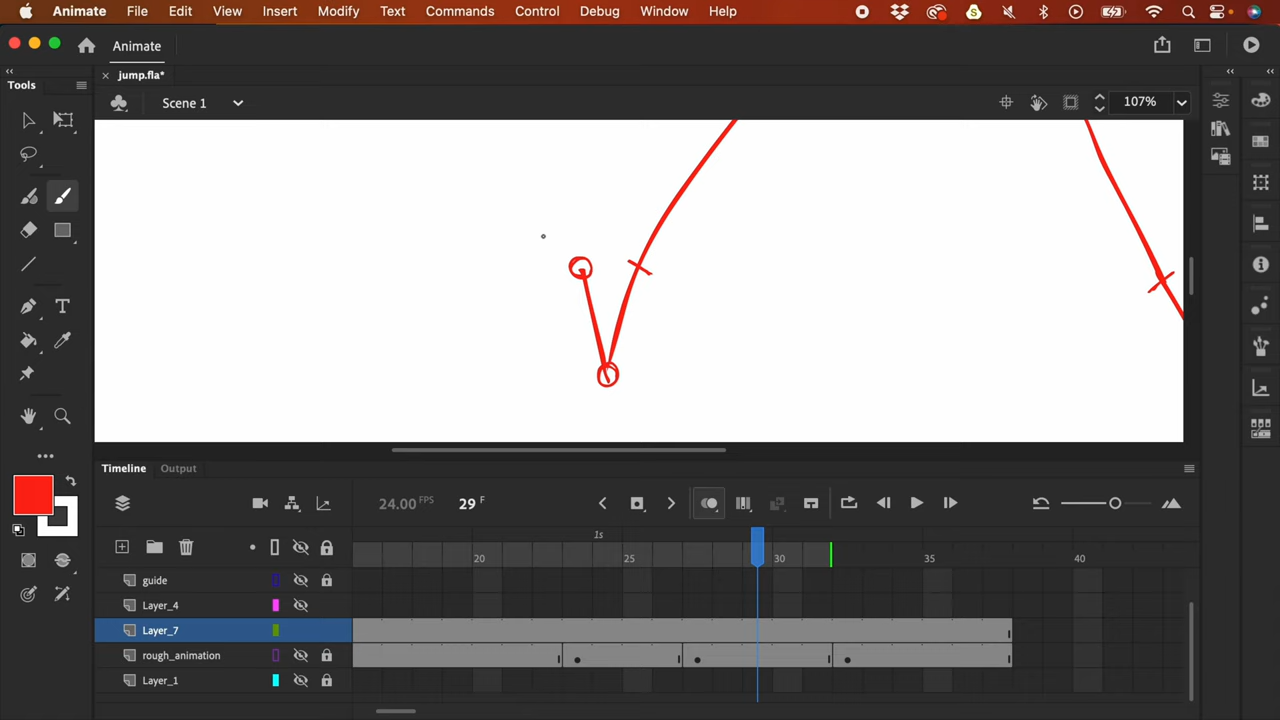 Animate File Edit View Insert Modify Text Commands Control Debug Window Help
Animate
Tools
jump.fla*
Scene 1
107%
T
Timeline Output
24.00 FPS 29 F
1s
20 25 30 35 40
guide
Layer_4
Layer_7
rough_animation
Layer_1